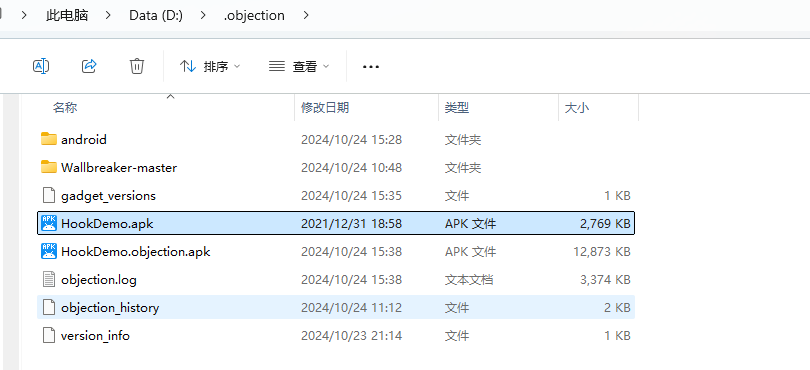 此电脑 Data (D:) .objection
排序 查看
名称 修改日期 类型 大小
android 2024/10/24 15:28 文件夹
Wallbreaker-master 2024/10/24 10:48 文件夹
gadget_versions 2024/10/24 15:35 文件 1 KB
HookDemo.apk 2021/12/31 18:58 APK 文件 2,769 KB
HookDemo.objection.apk 2024/10/24 15:38 APK 文件 12,873 KB
objection.log 2024/10/24 15:38 文本文档 3,374 KB
objection_history 2024/10/24 11:12 文件 2 KB
version_info 2024/10/23 21:14 文件 1 KB